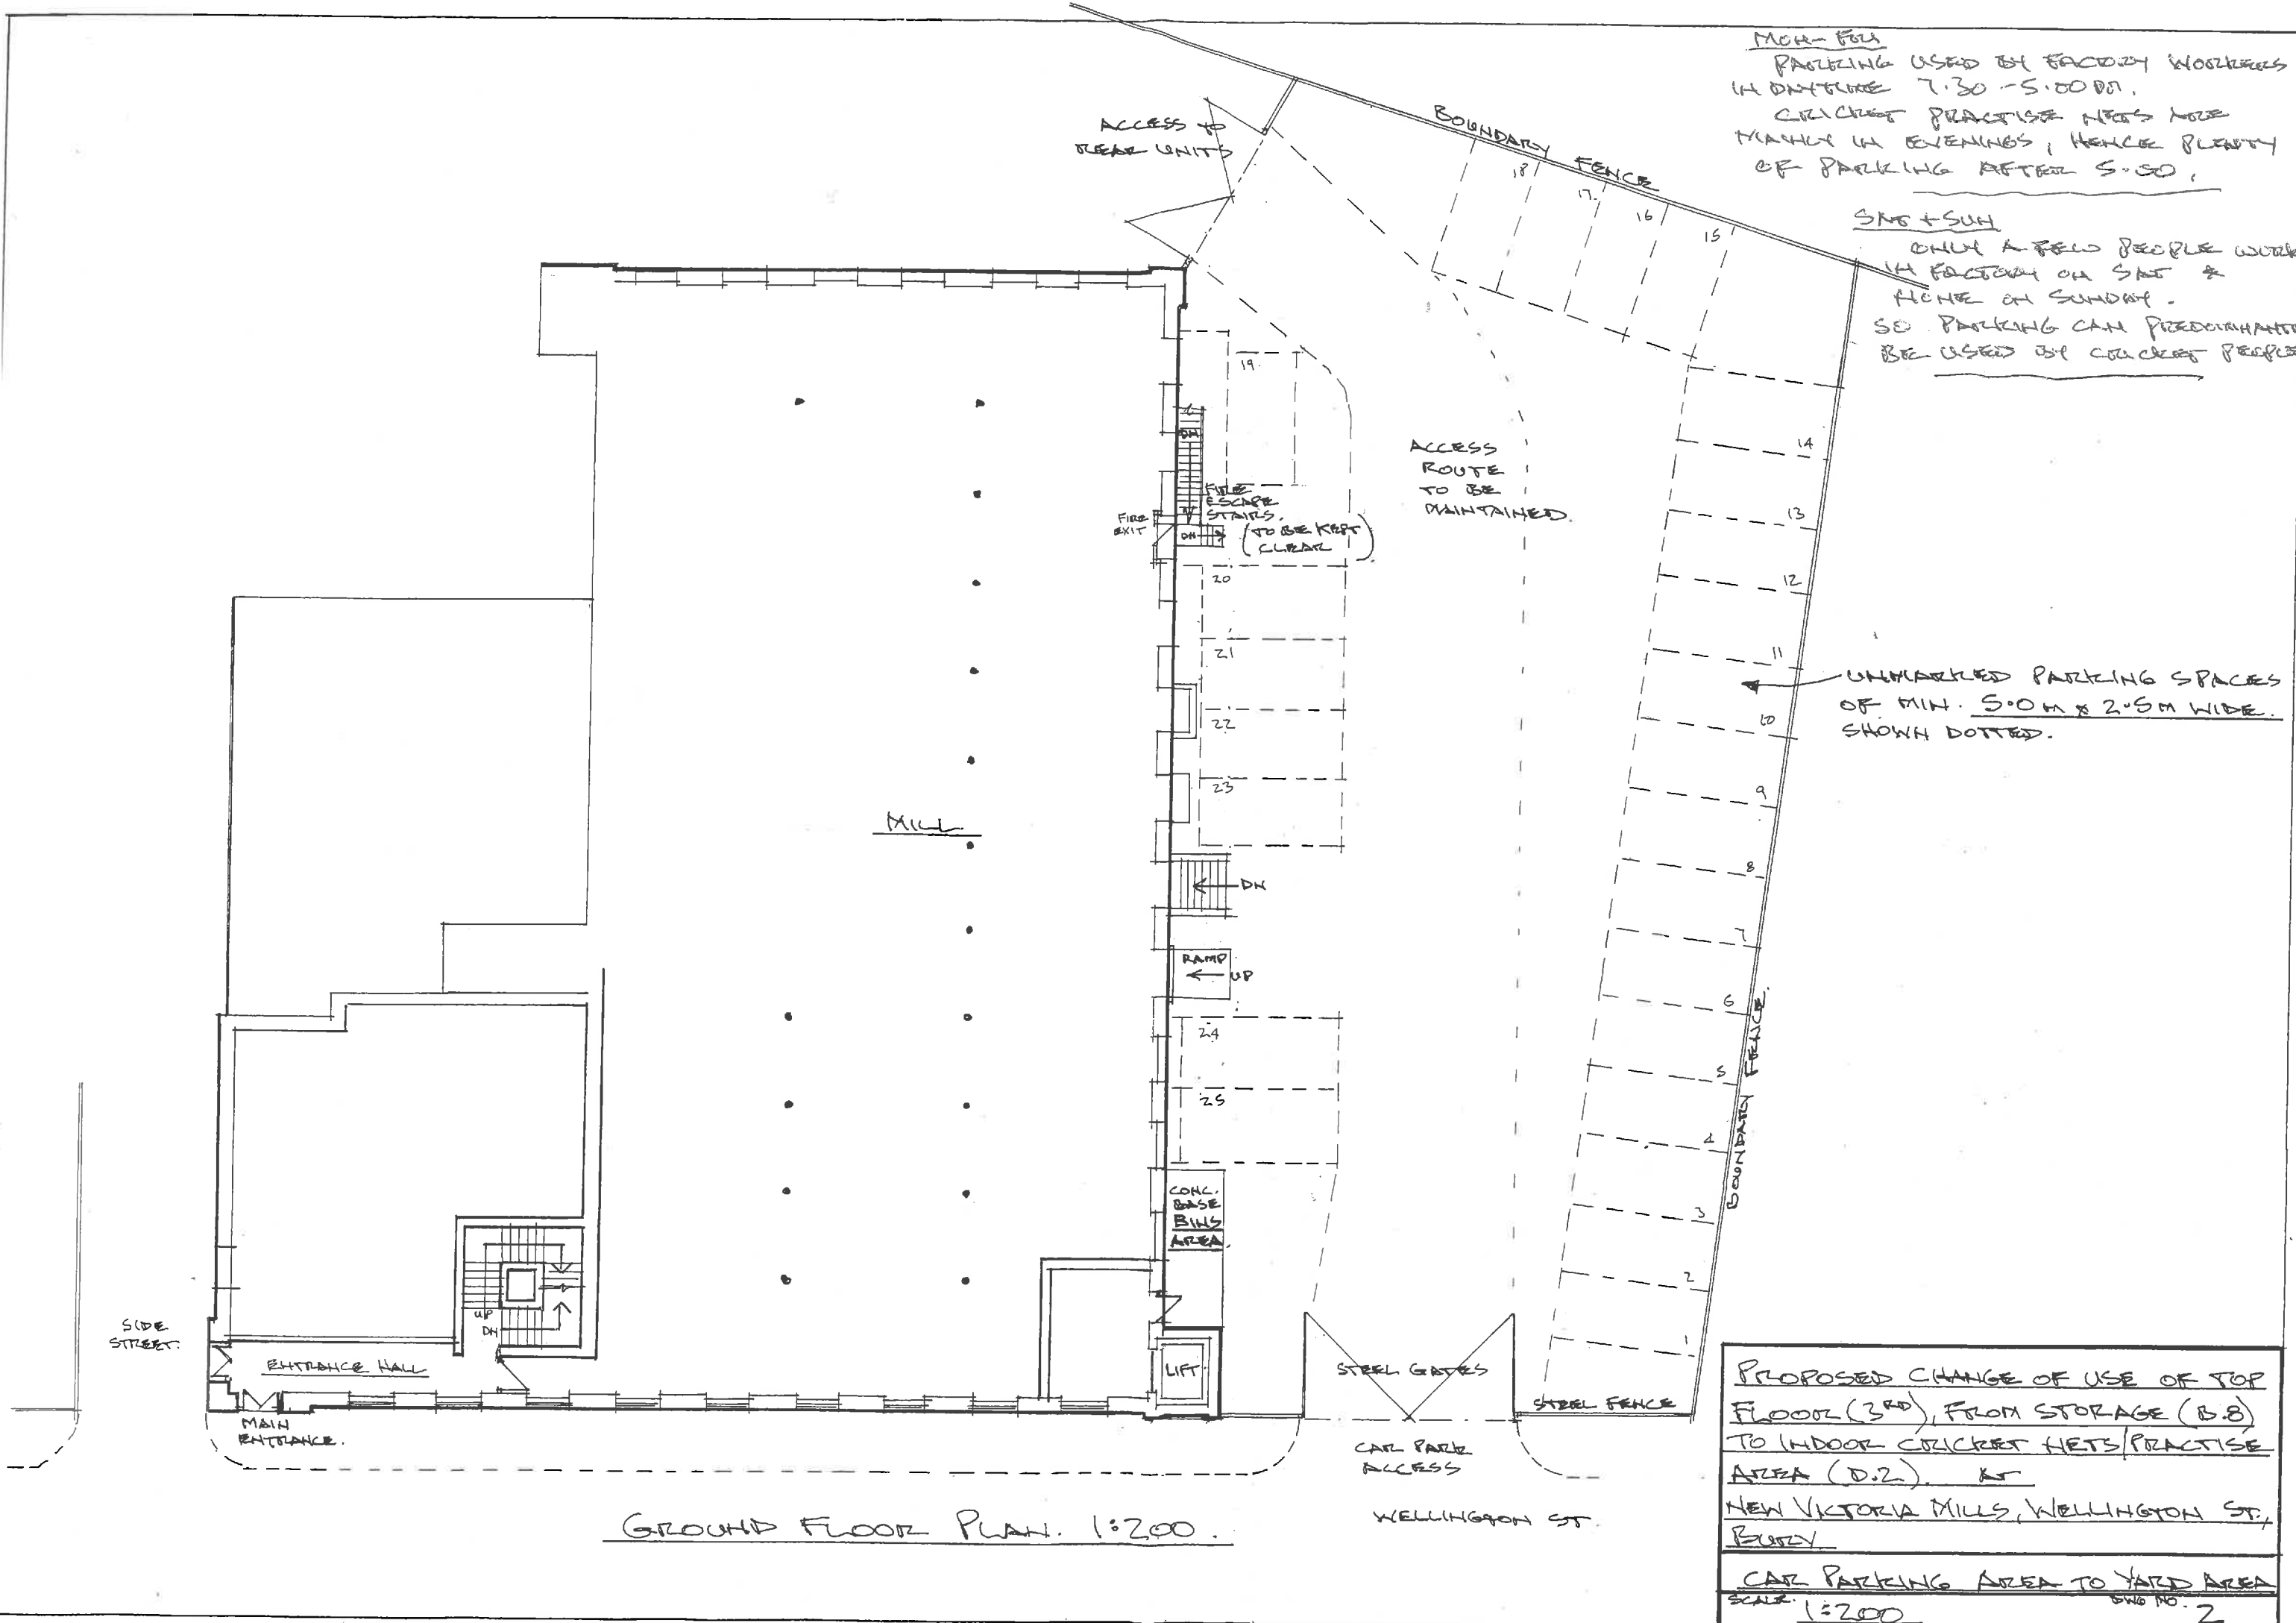 MON-FRI
PARKING USED BY FACTORY WORKERS
IN DAYTIME 7.30 - 5.00 PM.
CRICKET PRACTISE NETS ARE
MAINLY IN EVENINGS, HENCE PLENTY
OF PARKING AFTER 5.00.
SAT + SUN
ONLY A FEW PEOPLE WORK
IN FACTORY ON SAT &
NONE ON SUNDAY.
SO PARKING CAN PREDOMINANT
BE USED BY CRICKET PEOPLE
ACCESS TO
REAR UNITS
BOUNDARY FENCE
18
17.
16
15
19.
14
13
12
11
10
9
8
7
6
5
4
3
2
1
ACCESS
ROUTE
TO BE
MAINTAINED.
DN
FIRE
ESCAPE
STAIRS.
(TO BE KEPT
CLEAR)
FIRE
EXIT
DN
20
21
22
23
UNMARKED PARKING SPACES
OF MIN. 5.0M x 2.5M WIDE.
SHOWN DOTTED.
MILL
DN
RAMP
UP
24
25
BOUNDARY FENCE.
CONC.
BASE
BINS
AREA.
UP
DN
SIDE
STREET.
ENTRANCE HALL
LIFT
STEEL GATES
STEEL FENCE
MAIN
ENTRANCE.
CAR PARK
ACCESS
WELLINGTON ST.
GROUND FLOOR PLAN. 1:200.
PROPOSED CHANGE OF USE OF TOP
FLOOR (3RD), FROM STORAGE (B.8)
TO INDOOR CRICKET NETS/PRACTISE
AREA (D.2). AT
NEW VICTORIA MILLS, WELLINGTON ST.,
BURY
CAR PARKING AREA TO YARD AREA
SCALE. 1:200 DWG NO. 2